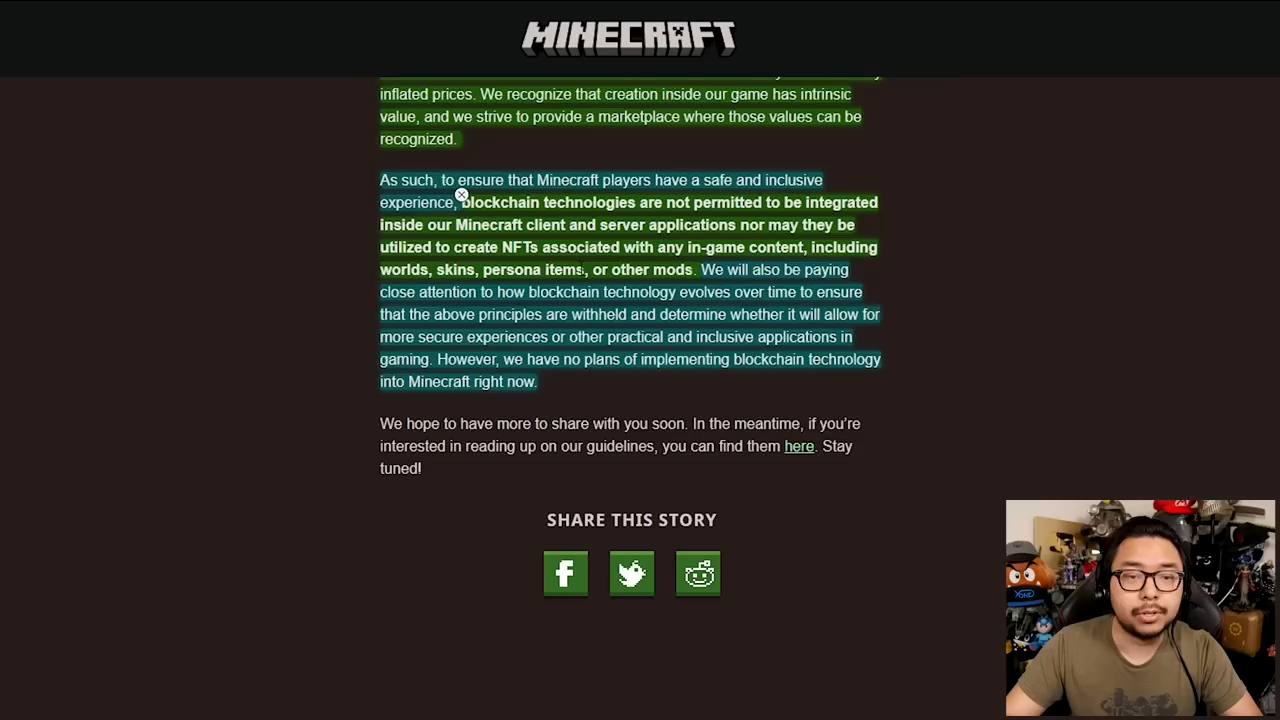 MINECRAFT
inflated prices. We recognize that creation inside our game has intrinsic
value, and we strive to provide a marketplace where those values can be
recognized.
As such, to ensure that Minecraft players have a safe and inclusive
experience, blockchain technologies are not permitted to be integrated
inside our Minecraft client and server applications nor may they be
utilized to create NFTs associated with any in-game content, including
worlds, skins, persona items, or other mods. We will also be paying
close attention to how blockchain technology evolves over time to ensure
that the above principles are withheld and determine whether it will allow for
more secure experiences or other practical and inclusive applications in
gaming. However, we have no plans of implementing blockchain technology
into Minecraft right now.
We hope to have more to share with you soon. In the meantime, if you’re
interested in reading up on our guidelines, you can find them here. Stay
tuned!
SHARE THIS STORY